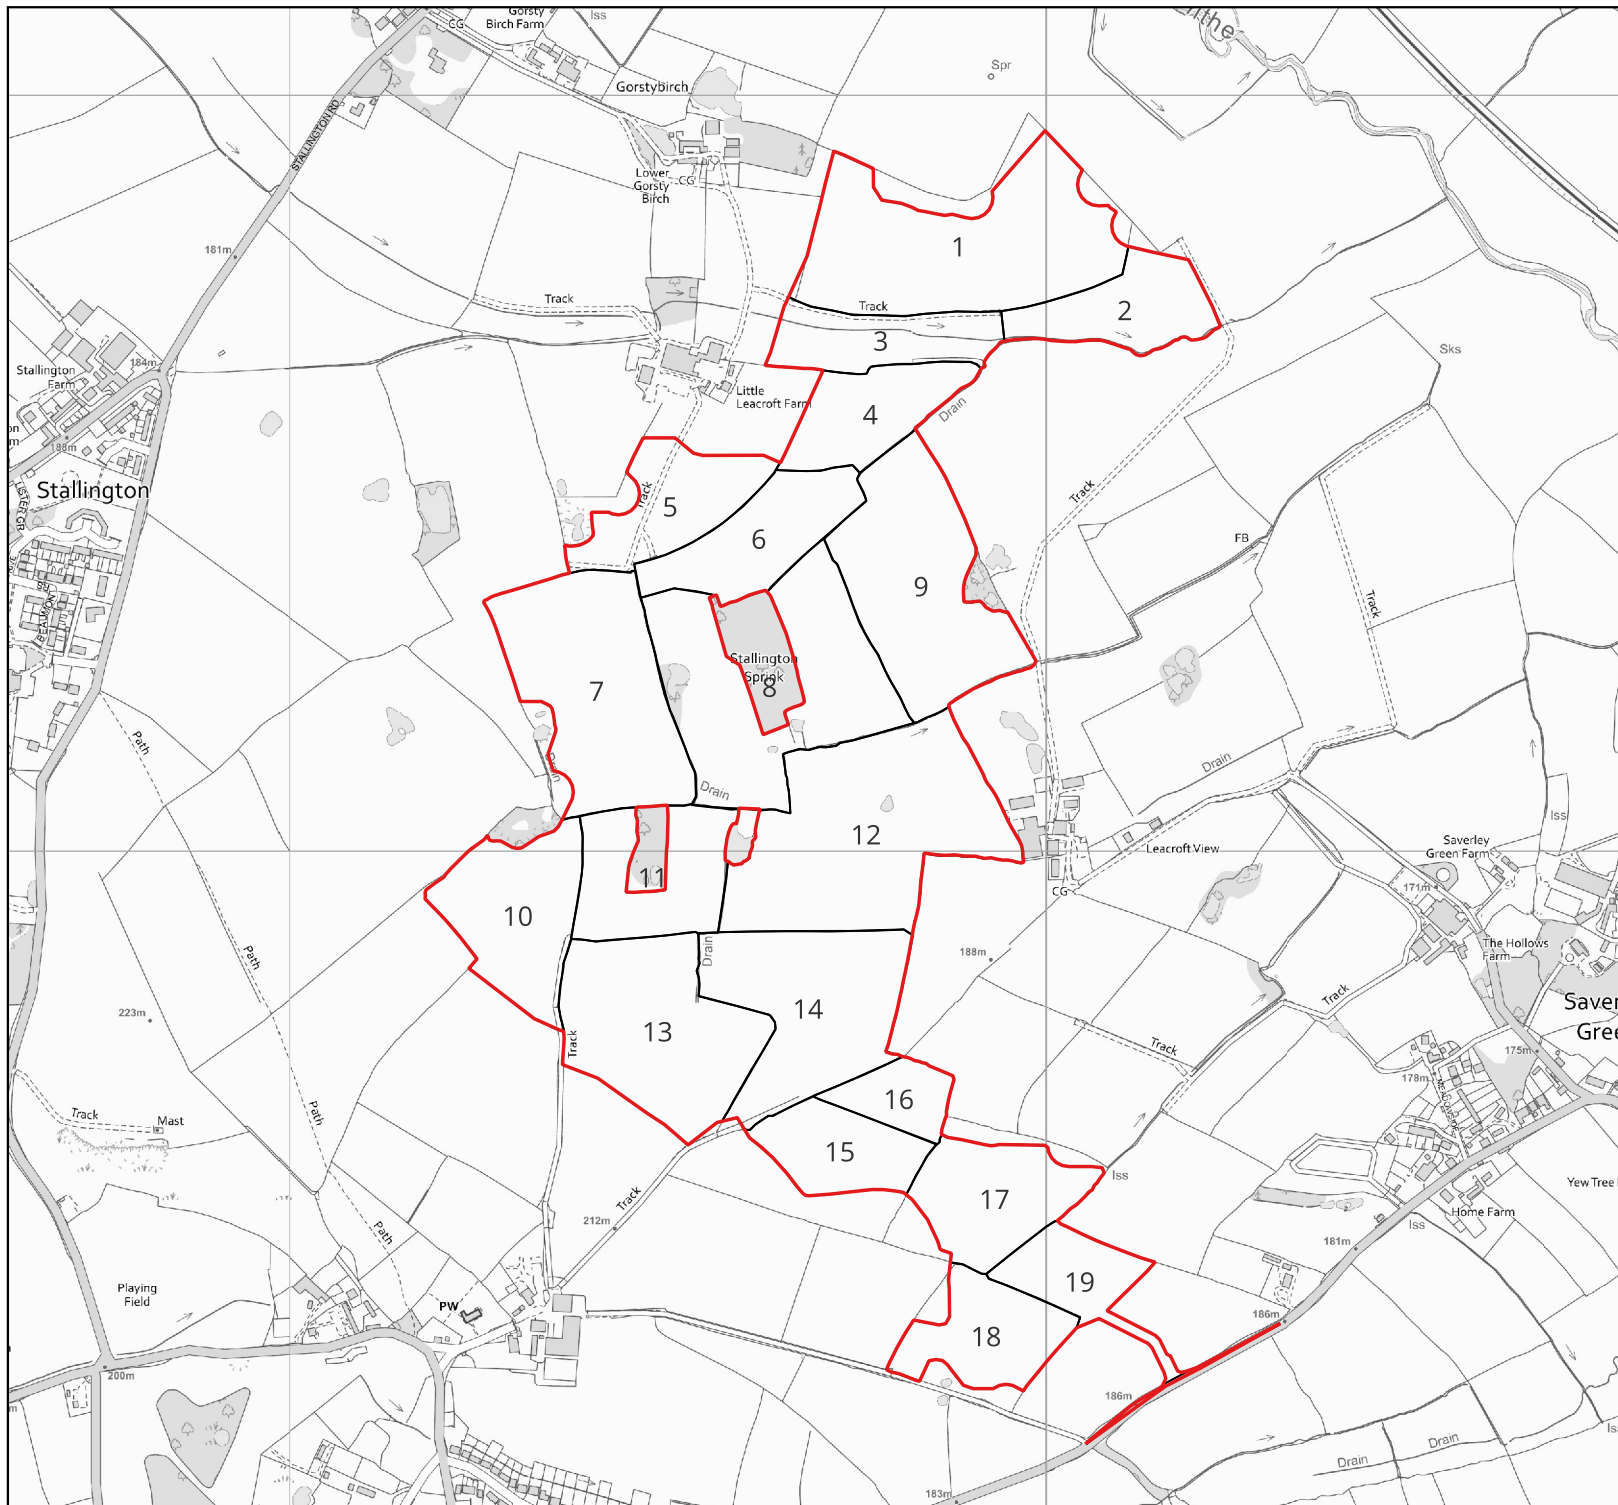 Gorsty
Birch Farm
CG
Iss
Spr
Gorstybirch
STALLINGTON RD
Lower
Gorsty
Birch
CG
181m
1
Track
Track
2
3
Sks
184m
Stallington
Farm
Little
Leacroft Farm
4
Drain
188m
Stallington
Track
5
Track
6
FB
9
Track
Stallington
Sprink
8
7
Path
Drain
Drain
Drain
12
Leacroft View
Saverley
Green Farm
Iss
171m
11
CG
10
Path
Drain
188m
The Hollows
Farm
Track
14
223m
13
Track
Track
175m
178m
Path
16
Track
Mast
15
Iss
17
Track
Yew Tree
Home Farm
212m
Iss
Path
181m
Playing
Field
19
PW
186m
18
200m
186m
Drain
Drain
183m